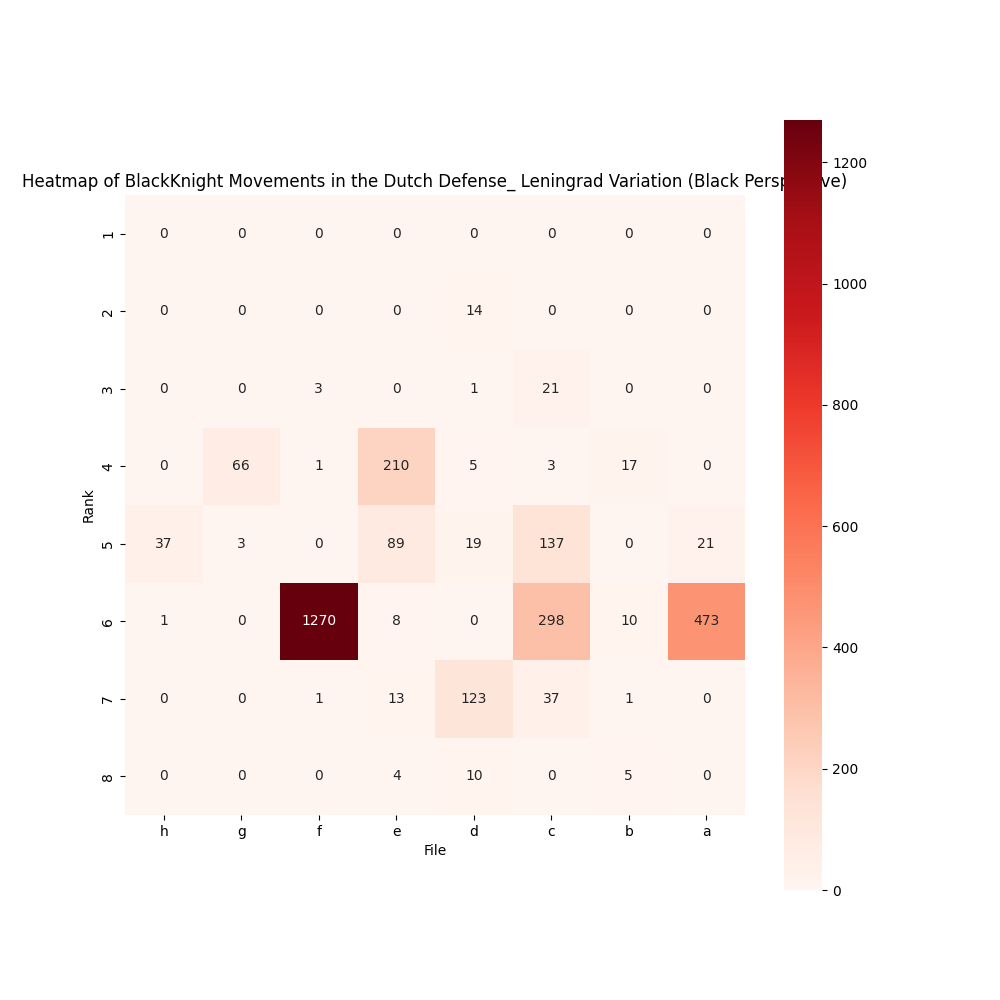 Heatmap of BlackKnight Movements in the Dutch Defense_ Leningrad Variation (Black Persp ve)
1200
1 0 0 0 0 0 0 0 0
1000
2 0 0 0 0 14 0 0 0
3 0 0 3 0 1 21 0 0
800
4 0 66 1 210 5 3 17 0
Rank
5 37 3 0 89 19 137 0 21
600
6 1 0 1270 8 0 298 10 473
400
7 0 0 1 13 123 37 1 0
200
8 0 0 0 4 10 0 5 0
h g f e d c b a
File
0